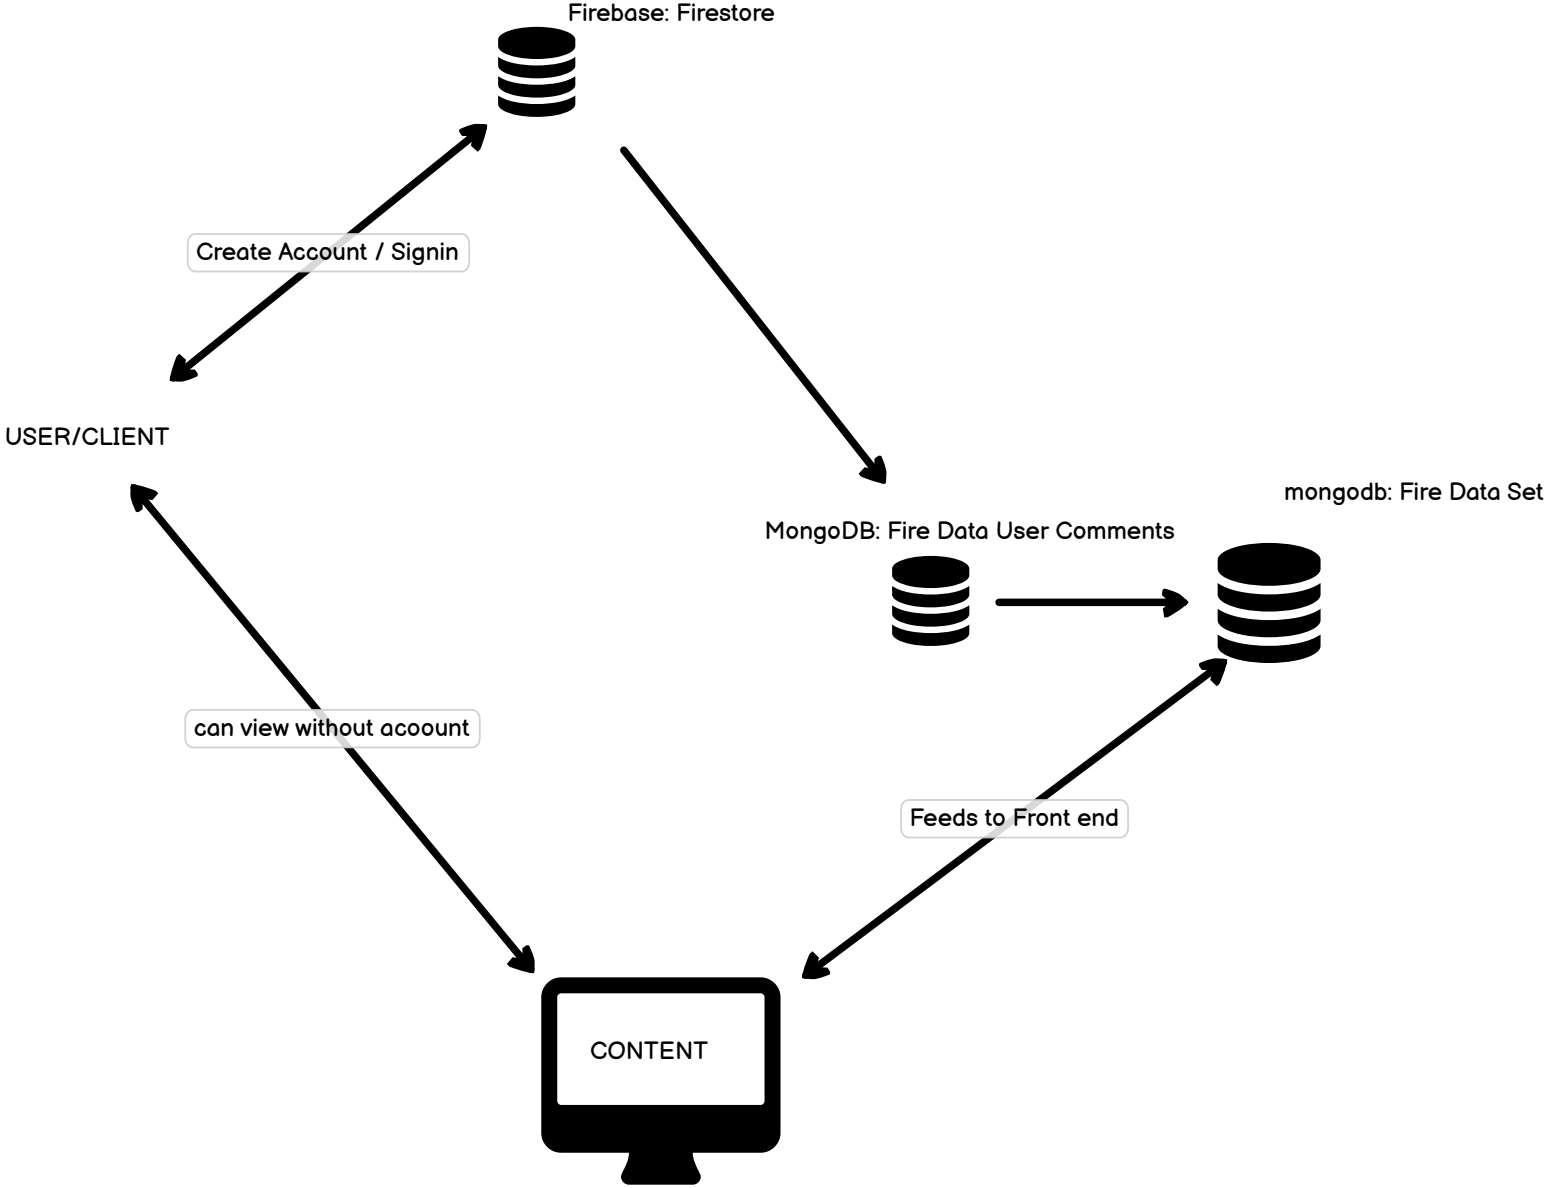 Firebase: Firestore
Create Account / Signin
USER/CLIENT
mongodb: Fire Data Set
MongoDB: Fire Data User Comments
can view without acoount
Feeds to Front end
CONTENT